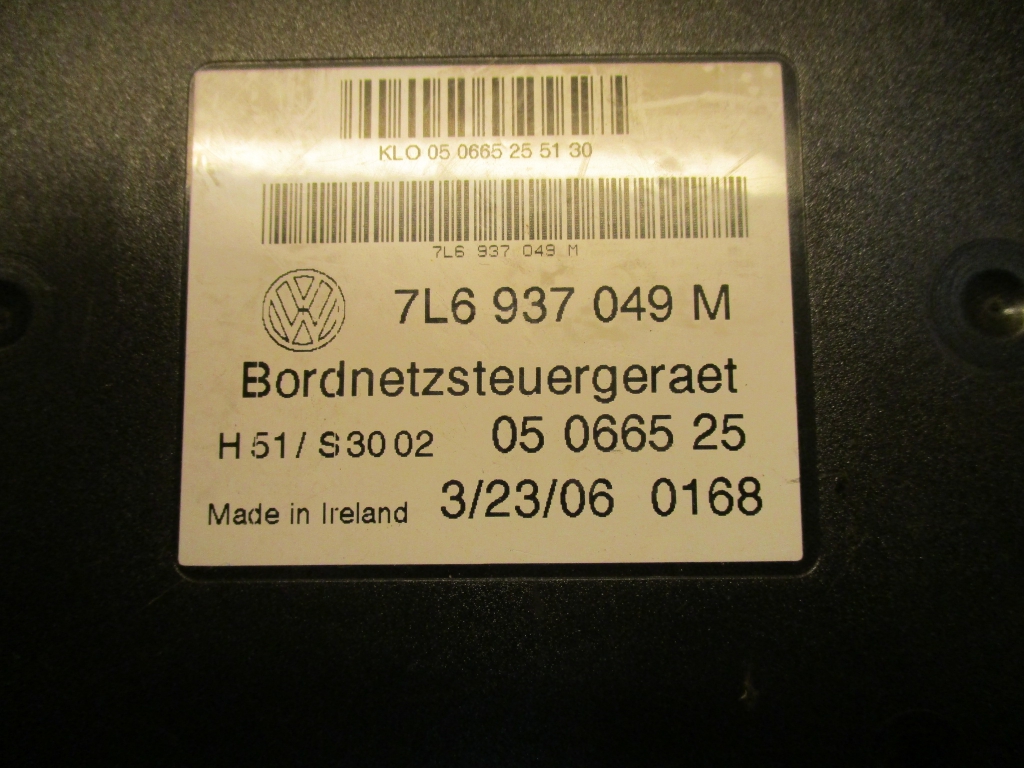 KLO 05 0665 25 51 30
7L6 937 049 M
7L6 937 049 M
Bordnetzsteuergeraet
H 51 / S 30 02 05 0665 25
Made in Ireland 3/23/06 0168